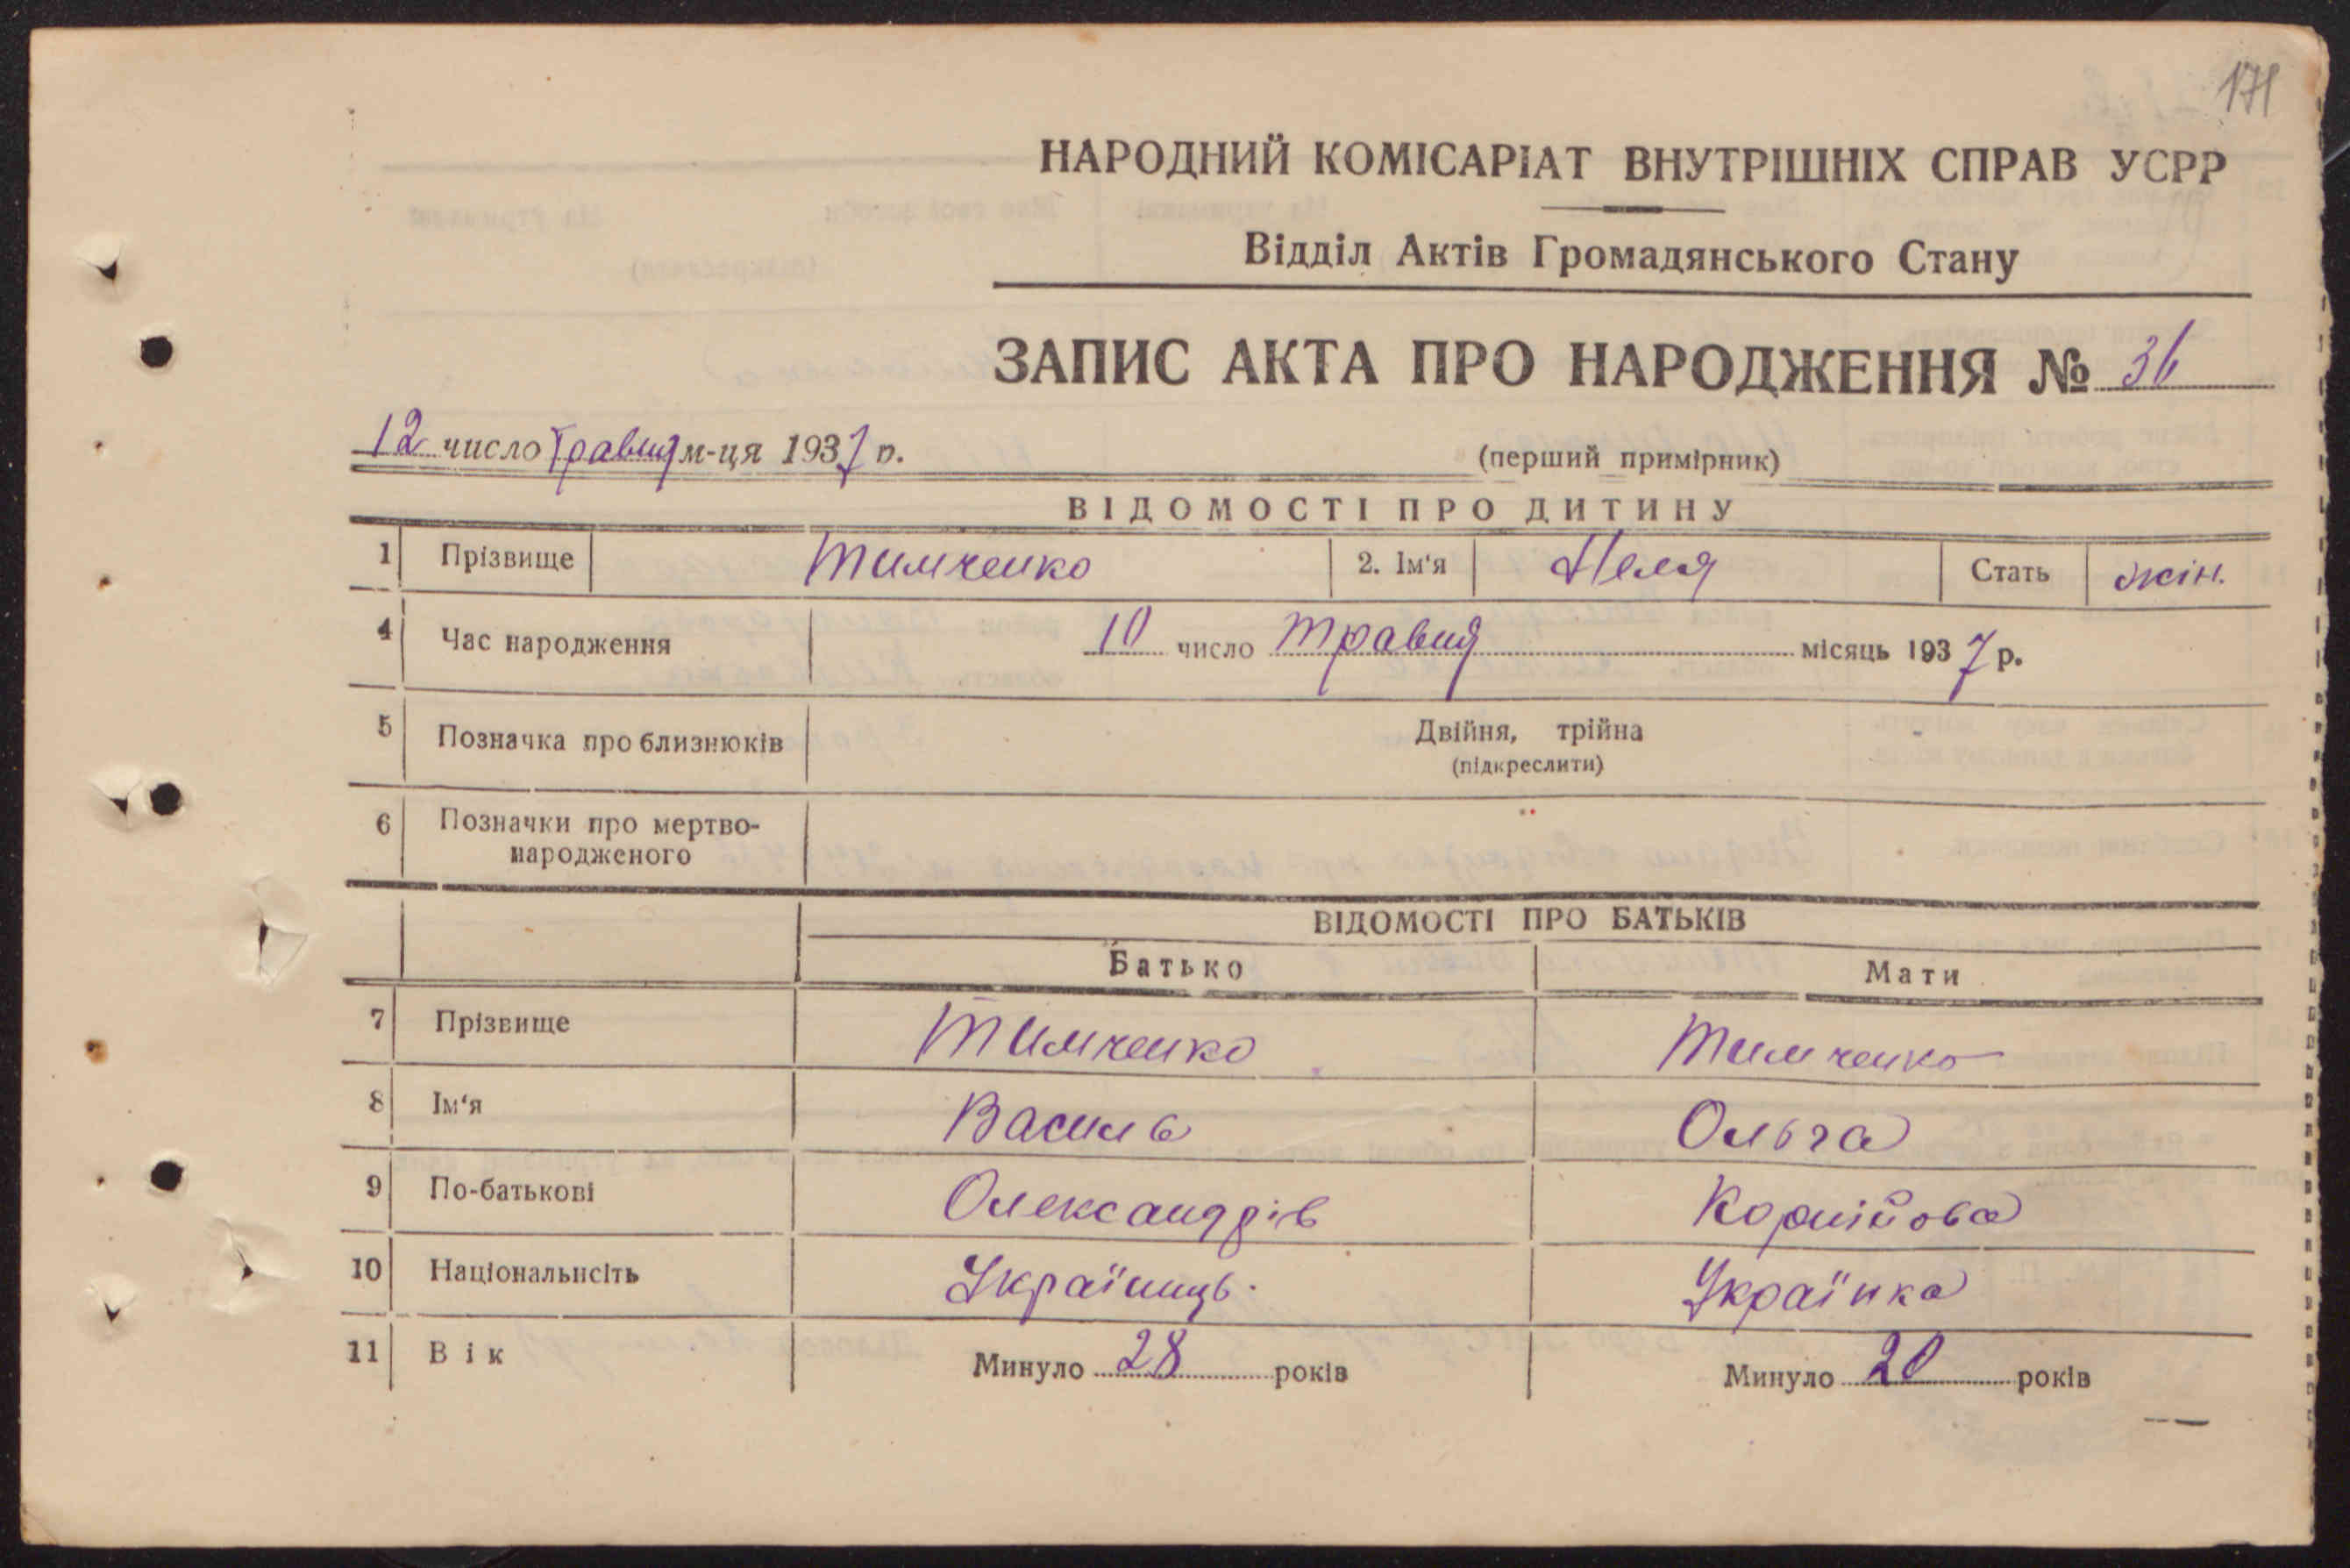 171
НАРОДНИЙ КОМІСАРІАТ ВНУТРІШНІХ СПРАВ УСРР
Відділ Актів Громадянського Стану
ЗАПИС АКТА ПРО НАРОДЖЕННЯ № 36
12 число Травня м-ця 1937 р.
(перший примірник)
ВІДОМОСТІ ПРО ДИТИНУ
1 Прізвище Тимченко 2. Ім'я Неля Стать жін.
4 Час народження 10 число травня місяць 1937 р.
5 Позначка про близнюків Двійня, трійна
(підкреслити)
6 Позначки про мертво-
народженого
ВІДОМОСТІ ПРО БАТЬКІВ
Батько Мати
7 Прізвище Тимченко Тимченко
8 Ім'я Василь Ольга
9 По-батькові Олександрів Корнійова
10 Національнсіть Українець. Українка
11 Вік Минуло 28 років Минуло 20 років